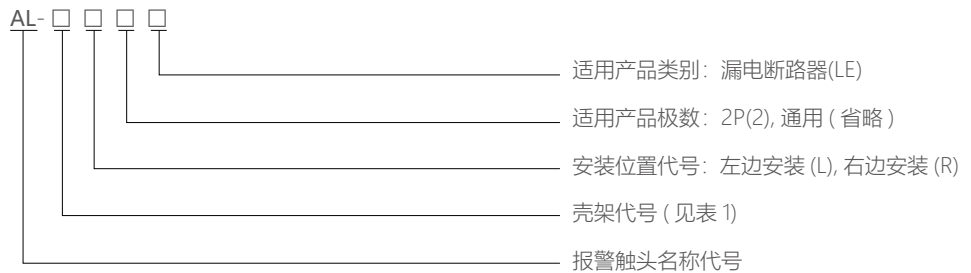 AL-□ □ □ □
适用产品类别：漏电断路器(LE)
适用产品极数：2P(2), 通用 ( 省略 )
安装位置代号：左边安装 (L), 右边安装 (R)
壳架代号 ( 见表 1)
报警触头名称代号